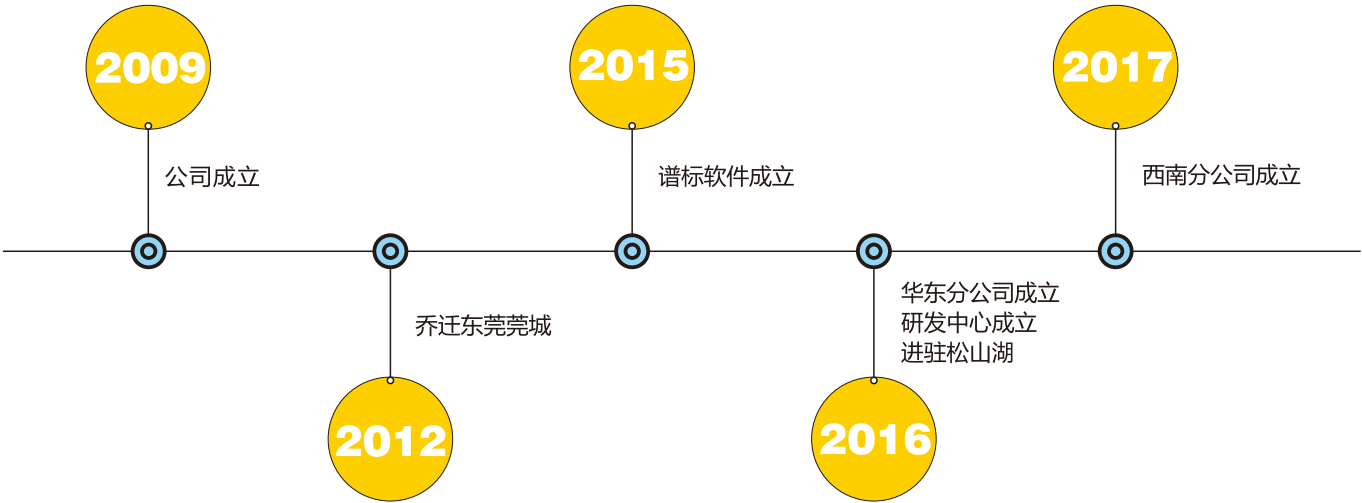 2009
公司成立
2012
乔迁东莞莞城
2015
谱标软件成立
2016
华东分公司成立
研发中心成立
进驻松山湖
2017
西南分公司成立